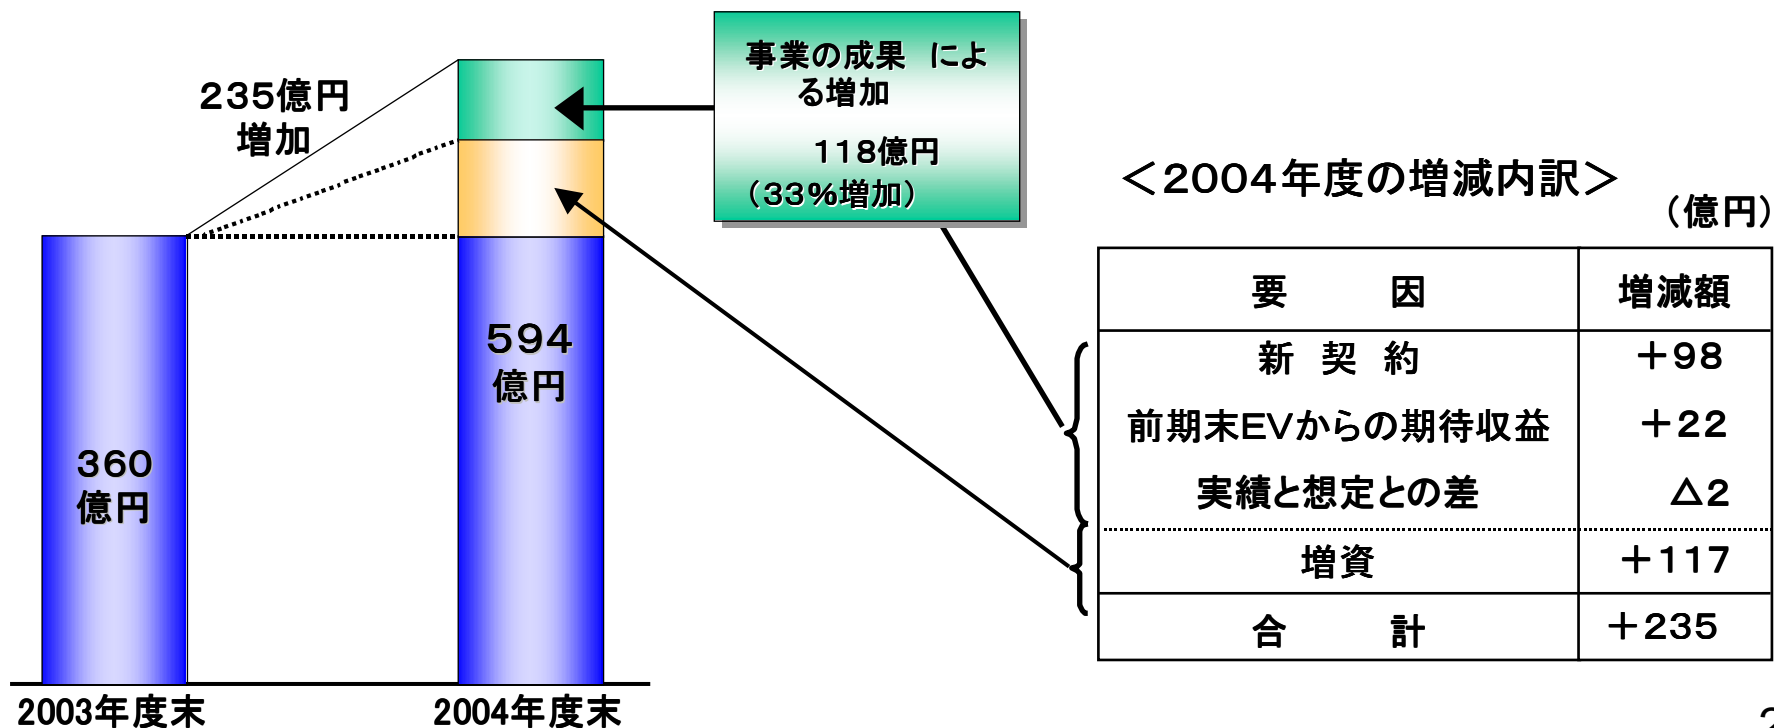 235億円
増加
事業の成果 によ
る増加
118億円
(33%増加)
594
億円
360
億円
2003年度末
2004年度末
<2004年度の増減内訳>
(億円)
要因 増減額
新契約 +98
前期末EVからの期待収益 +22
実績と想定との差 △2
増資 +117
合計 +235